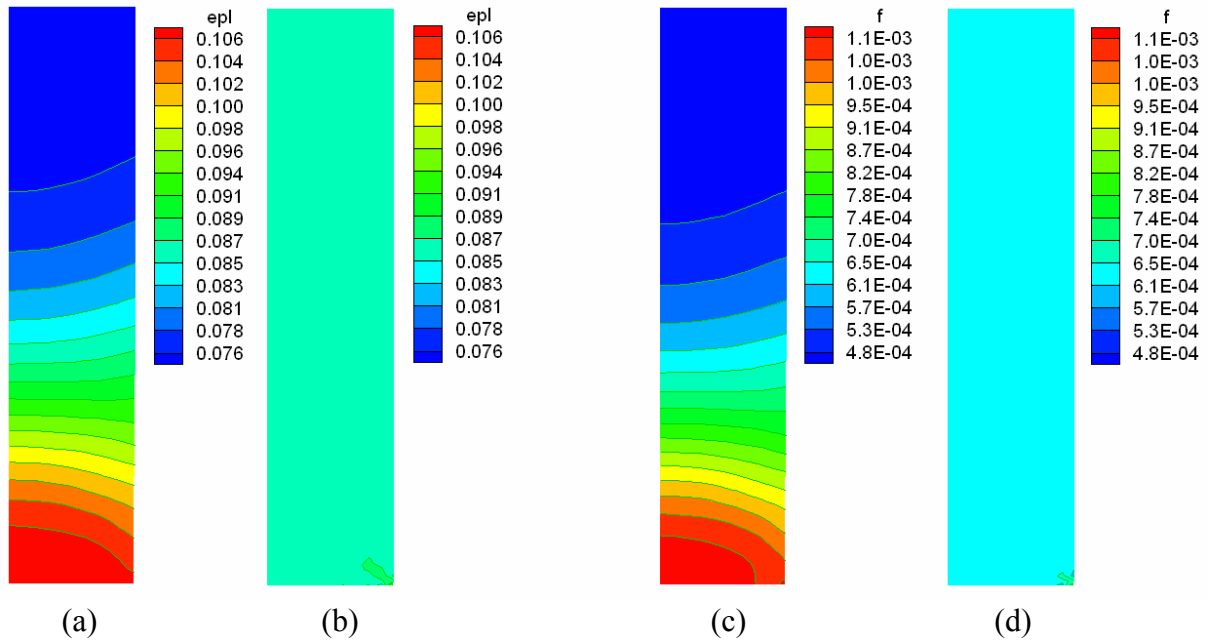 epl
0.106
0.104
0.102
0.100
0.098
0.096
0.094
0.091
0.089
0.087
0.085
0.083
0.081
0.078
0.076
epl
0.106
0.104
0.102
0.100
0.098
0.096
0.094
0.091
0.089
0.087
0.085
0.083
0.081
0.078
0.076
f
1.1E-03
1.0E-03
1.0E-03
9.5E-04
9.1E-04
8.7E-04
8.2E-04
7.8E-04
7.4E-04
7.0E-04
6.5E-04
6.1E-04
5.7E-04
5.3E-04
4.8E-04
f
1.1E-03
1.0E-03
1.0E-03
9.5E-04
9.1E-04
8.7E-04
8.2E-04
7.8E-04
7.4E-04
7.0E-04
6.5E-04
6.1E-04
5.7E-04
5.3E-04
4.8E-04
(a) (b) (c) (d)